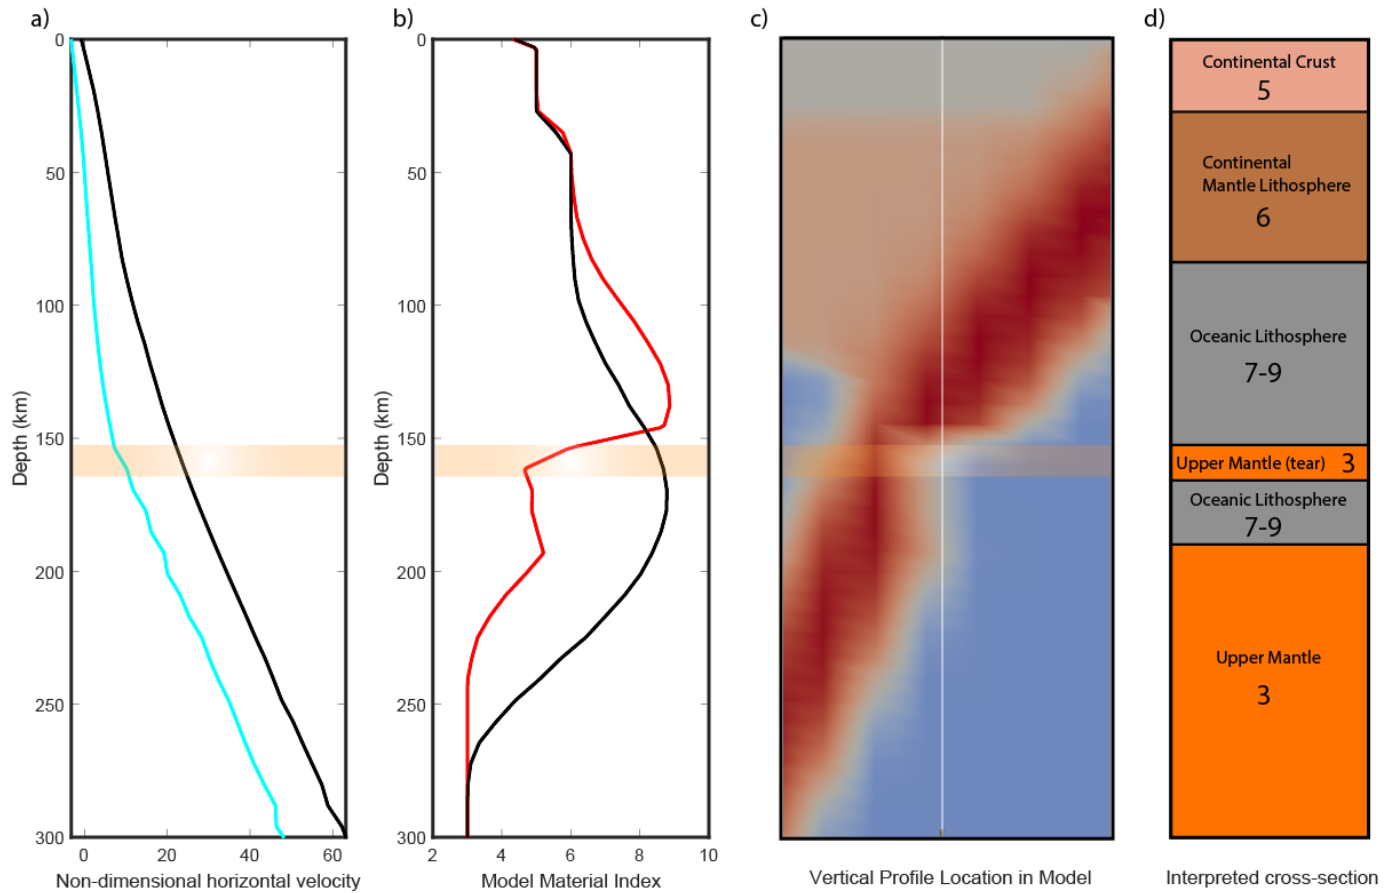 a)
b)
c)
d)
0
50
100
150
200
250
300
Depth (km)
0
20
40
60
Non-dimensional horizontal velocity
0
50
100
150
200
250
300
Depth (km)
2
4
6
8
10
Model Material Index
Vertical Profile Location in Model
Continental Crust
5
Continental
Mantle Lithosphere
6
Oceanic Lithosphere
7-9
Upper Mantle (tear) 3
Oceanic Lithosphere
7-9
Upper Mantle
3
Interpreted cross-section